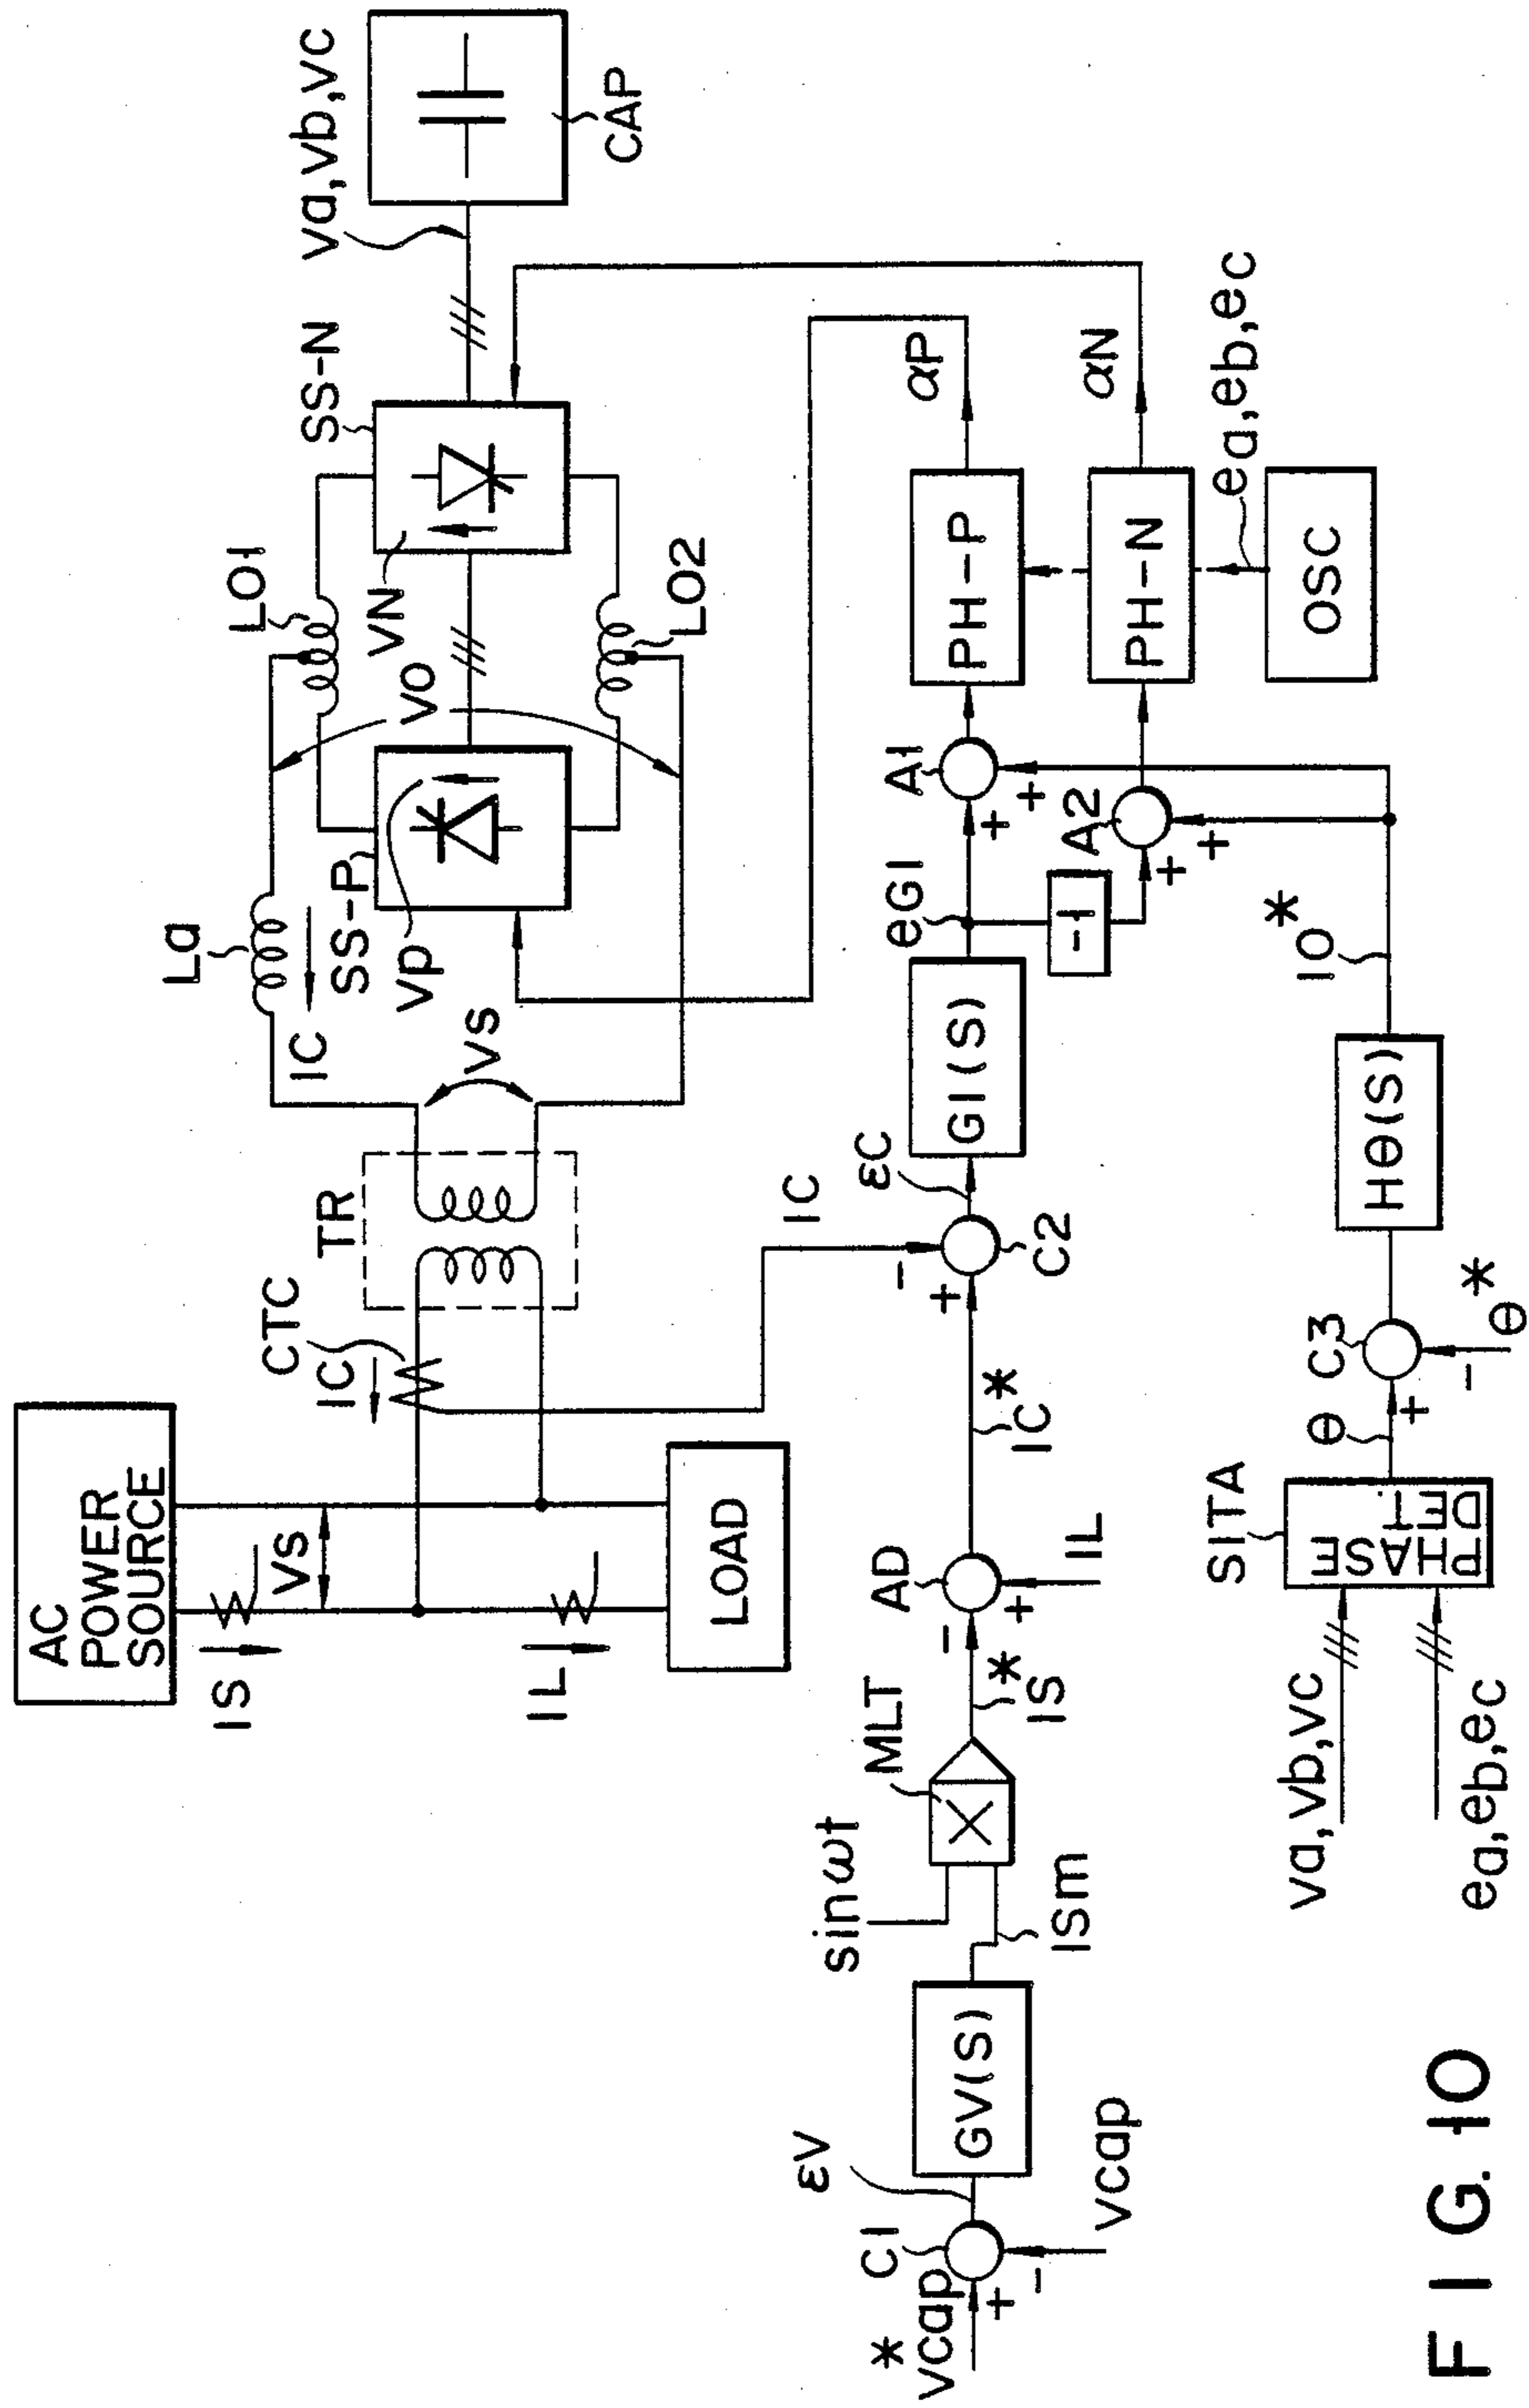 AC
POWER
SOURCE
IS
VS
IL
LOAD
CTC
IC
TR
VS
La
IC
LO1
VO
SS-P
Vp
VN
LO2
SS-N
va,vb,vc
CAP
*
vcap
C1
+
-
vcap
εV
GV(S)
sinωt
ISm
MLT
*
IS
AD
-
+
IL
*
IC
IC
-
+
C2
εC
GI(S)
eGI
-1
A1
+
+
A2
+
+
PH-P
αP
PH-N
αN
OSC
ea,eb,ec
va,vb,vc
ea,eb,ec
SITA
PHASE
DET.
θ
+
-
C3
*
θ
Hθ(S)
*
IO
FIG. 10